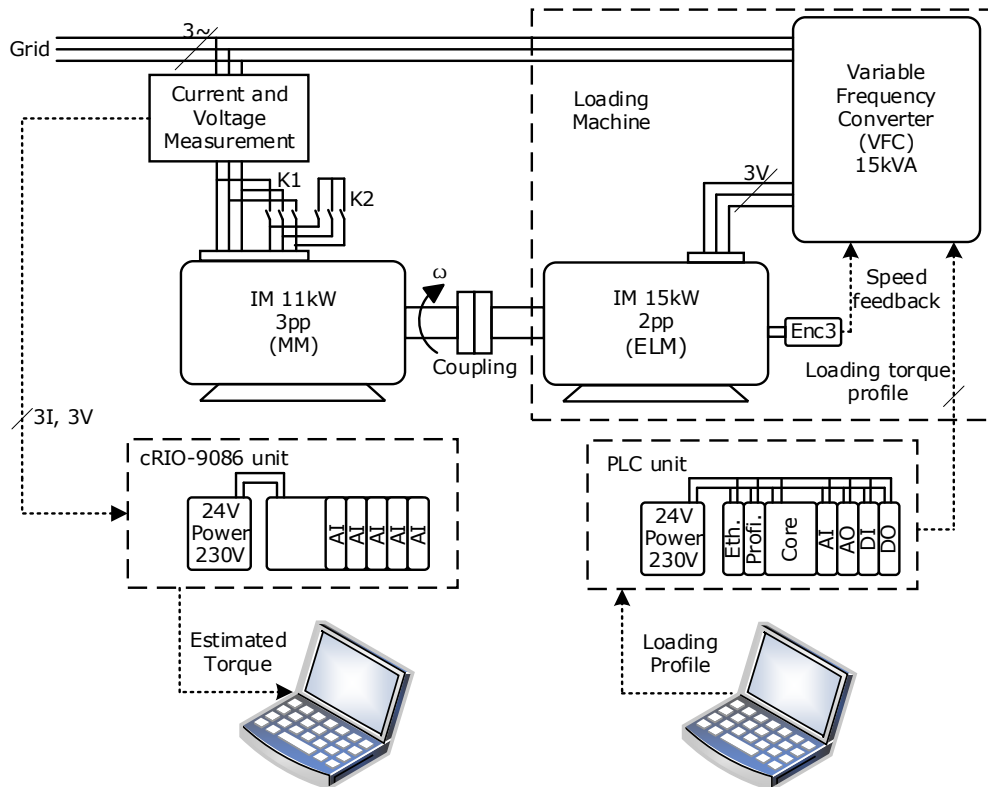 3~
Grid
Current and
Voltage
Measurement
Loading
Machine
Variable
Frequency
Converter
(VFC)
15kVA
K1
K2
3V
ω
IM 11kW
3pp
(MM)
Coupling
IM 15kW
2pp
(ELM)
Enc3
Speed
feedback
Loading torque
profile
3I, 3V
cRIO-9086 unit
24V
Power
230V
AI
AI
AI
AI
AI
PLC unit
24V
Power
230V
Eth.
Profi.
Core
AI
AO
DI
DO
Estimated
Torque
Loading
Profile